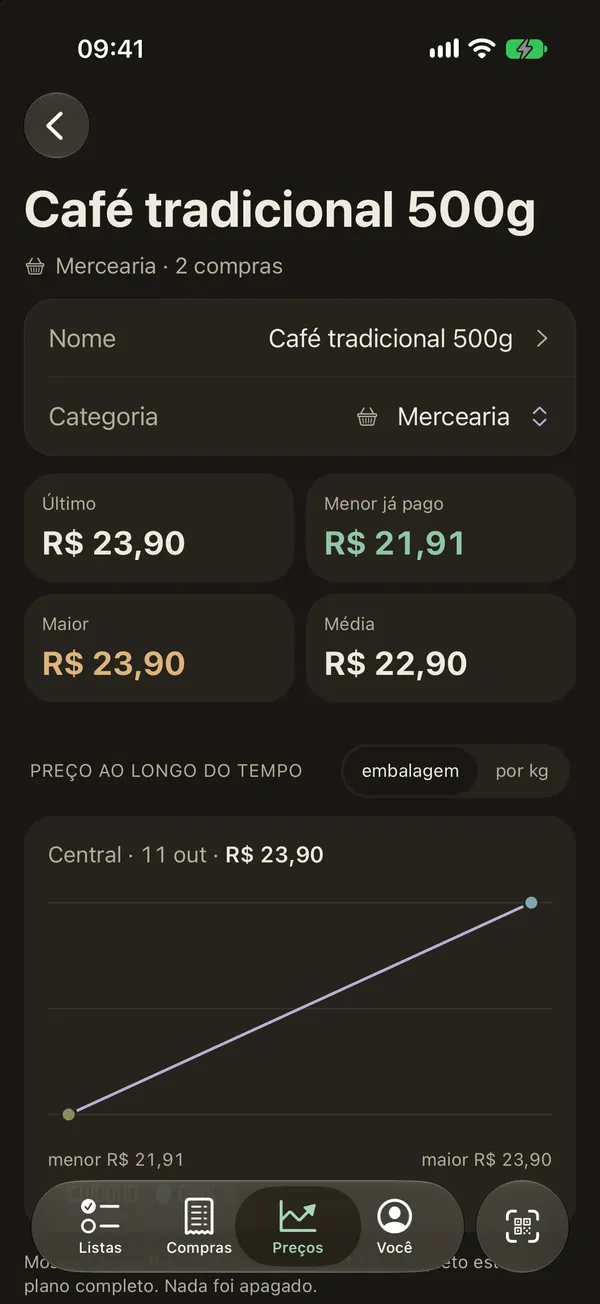 09:41
Café tradicional 500g
Mercearia · 2 compras
Nome Café tradicional 500g
Categoria Mercearia
Último Menor já pago
R$ 23,90 R$ 21,91
Maior Média
R$ 23,90 R$ 22,90
PREÇO AO LONGO DO TEMPO embalagem por kg
Central · 11 out · R$ 23,90
menor R$ 21,91 maior R$ 23,90
Listas Compras Preços Você
plano completo. Nada foi apagado.